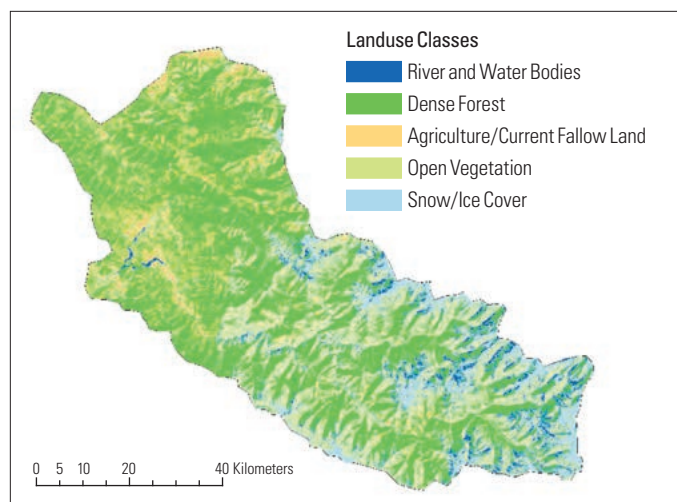 Landuse Classes
River and Water Bodies
Dense Forest
Agriculture/Current Fallow Land
Open Vegetation
Snow/Ice Cover
0 5 10 20 40 Kilometers